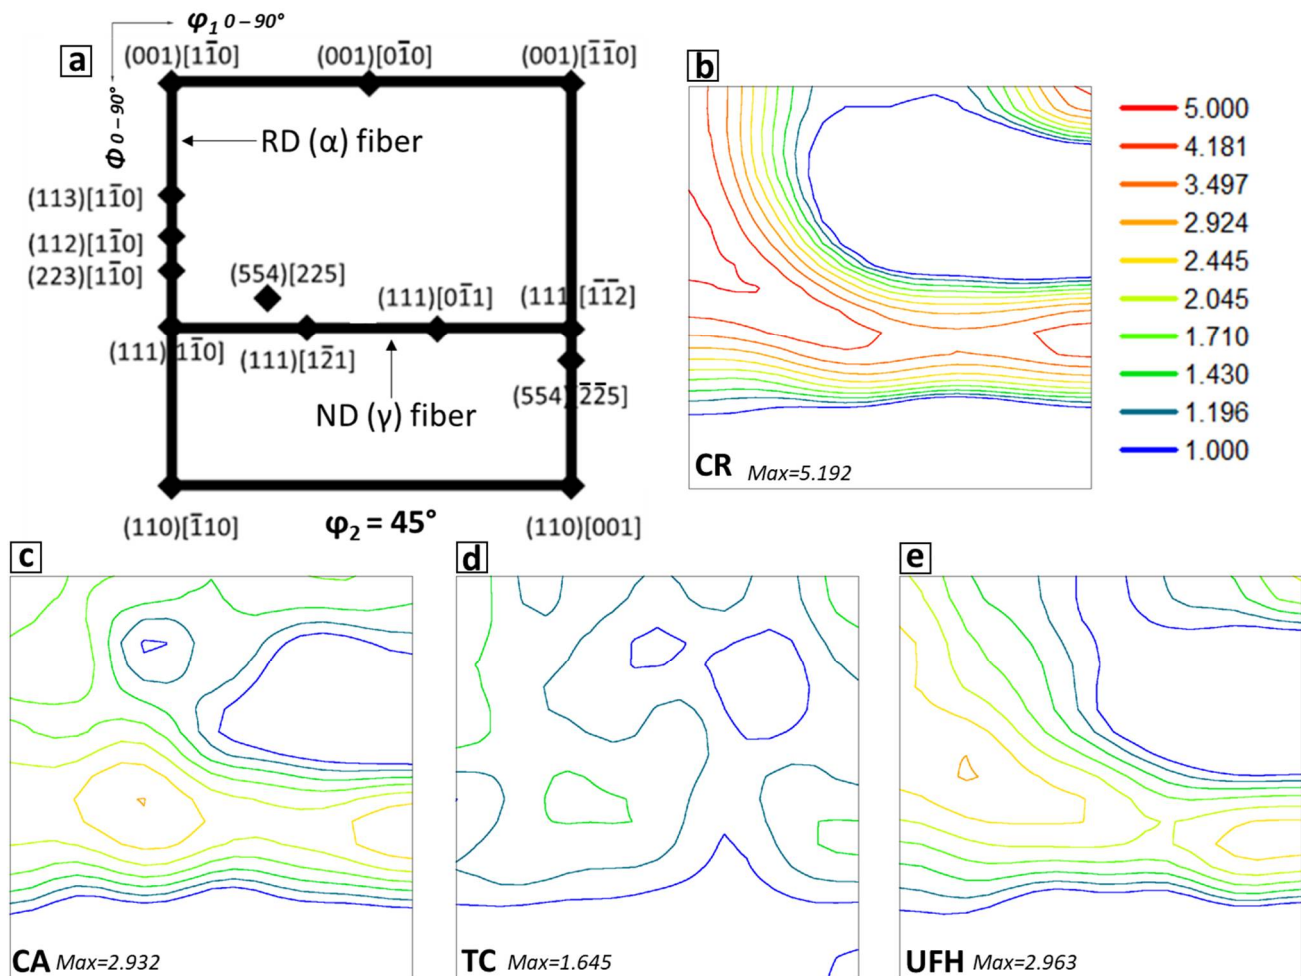 φ₁ 0 – 90°
a
(001)[11̄0]
(001)[01̄0]
(001)[1̄1̄0]
b
Φ 0 – 90°
RD (α) fiber
(113)[11̄0]
(112)[11̄0]
(223)[11̄0]
(554)[225]
(111)[01̄1]
(111)[1̄1̄2]
(111)[11̄0]
(111)[12̄1]
(554)[2̄2̄5]
ND (γ) fiber
(110)[1̄10]
φ₂ = 45°
(110)[001]
5.000
4.181
3.497
2.924
2.445
2.045
1.710
1.430
1.196
1.000
CR Max=5.192
c
d
e
CA Max=2.932
TC Max=1.645
UFH Max=2.963